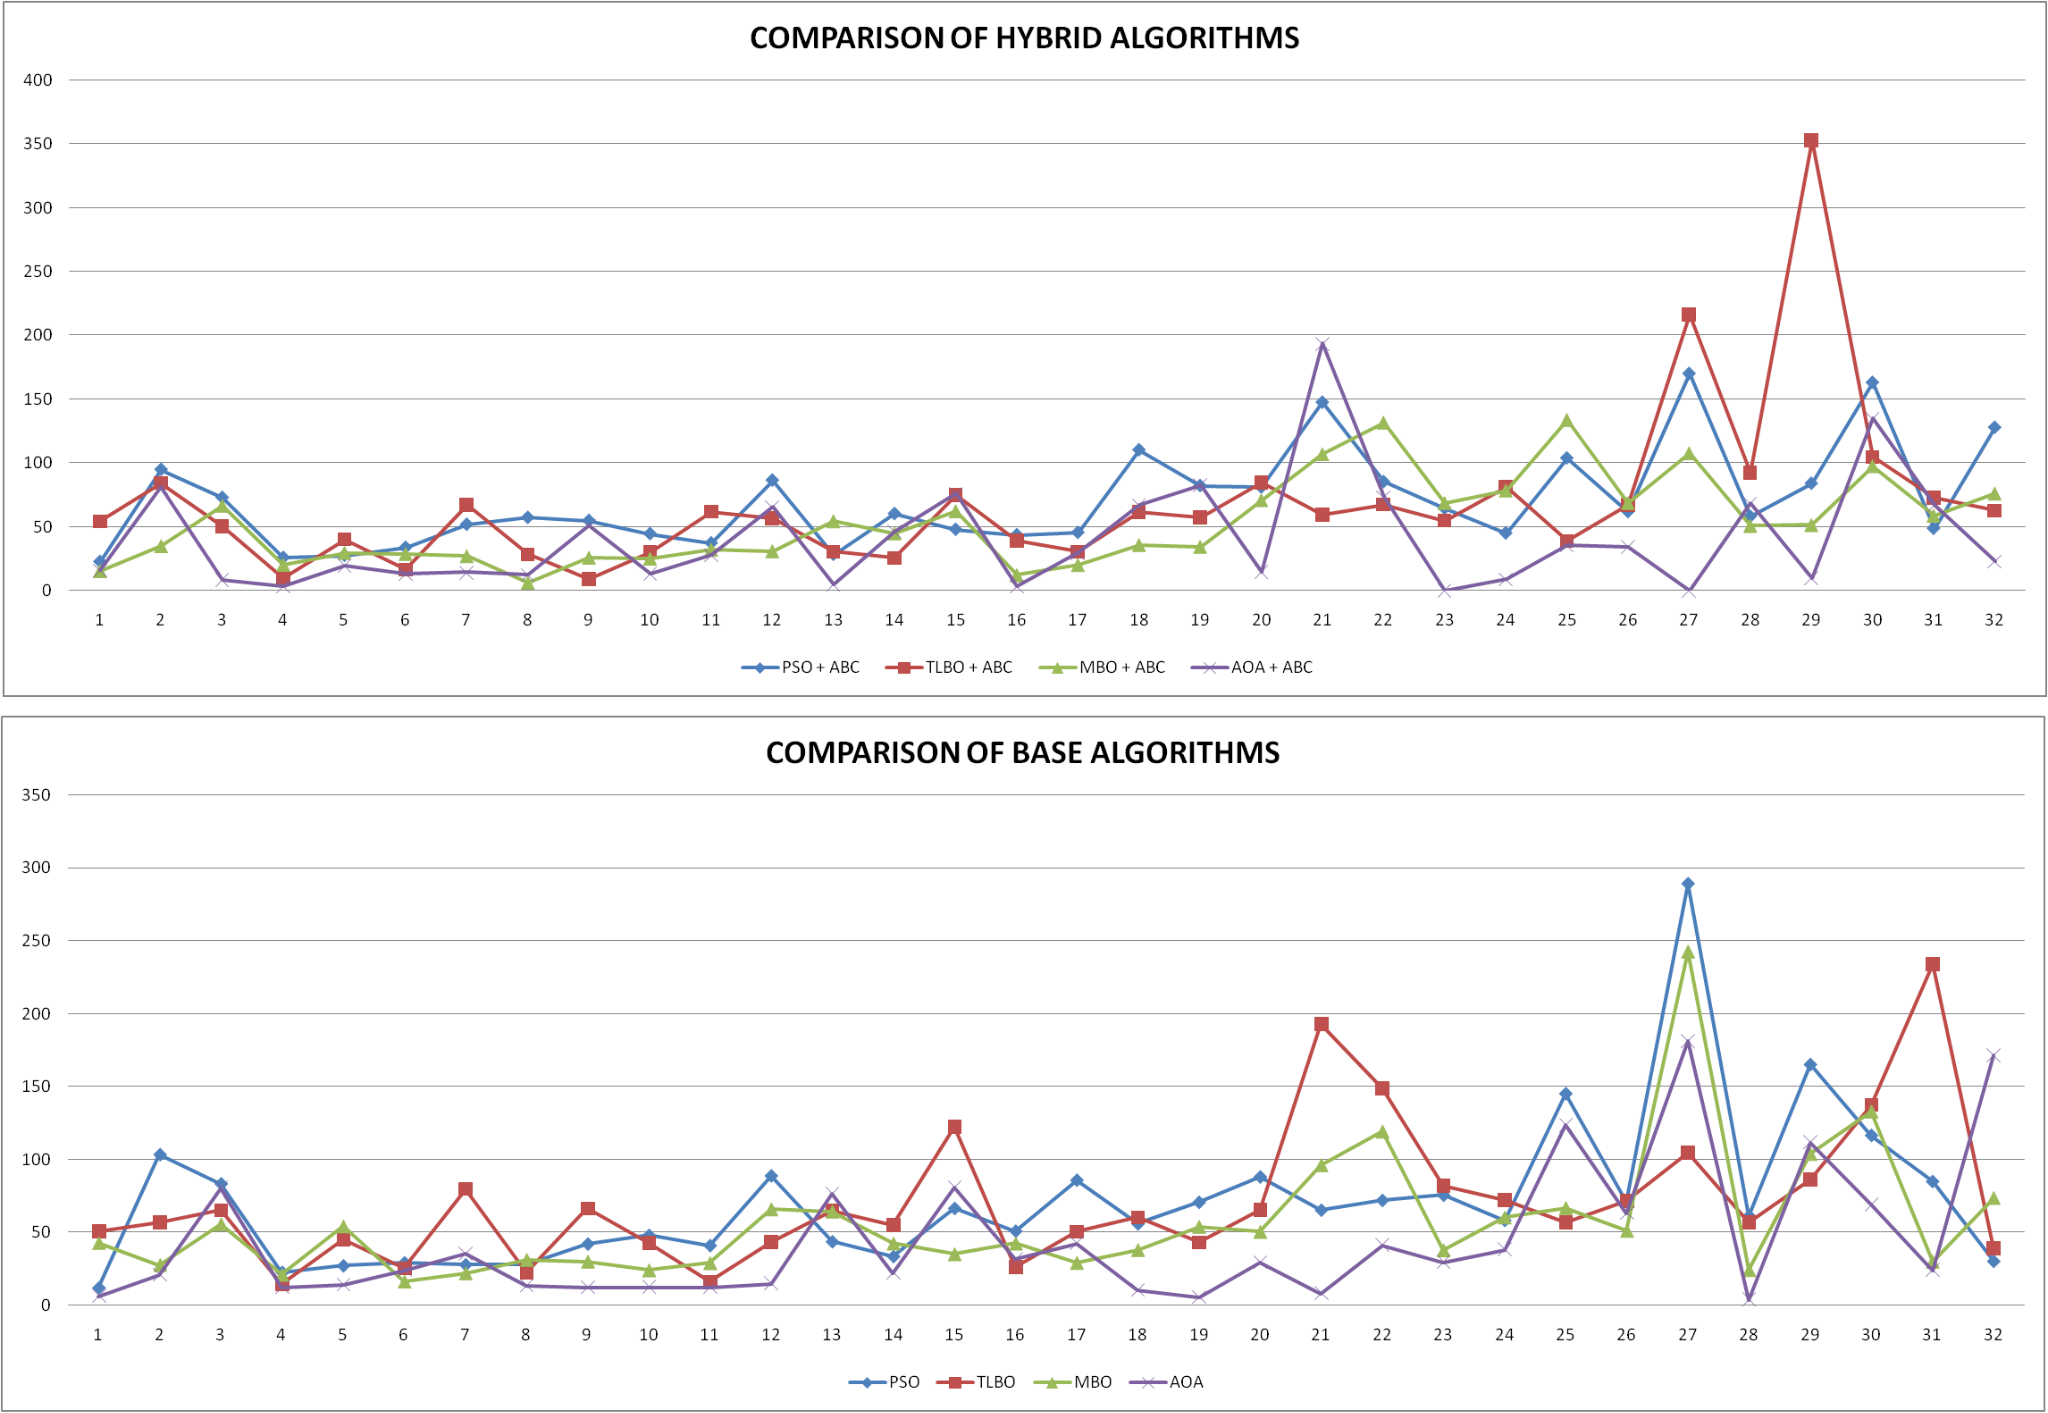 COMPARISON OF HYBRID ALGORITHMS
400
350
300
250
200
150
100
50
0
1 2 3 4 5 6 7 8 9 10 11 12 13 14 15 16 17 18 19 20 21 22 23 24 25 26 27 28 29 30 31 32
PSO + ABC TLBO + ABC MBO + ABC AOA + ABC
COMPARISON OF BASE ALGORITHMS
350
300
250
200
150
100
50
0
1 2 3 4 5 6 7 8 9 10 11 12 13 14 15 16 17 18 19 20 21 22 23 24 25 26 27 28 29 30 31 32
PSO TLBO MBO AOA